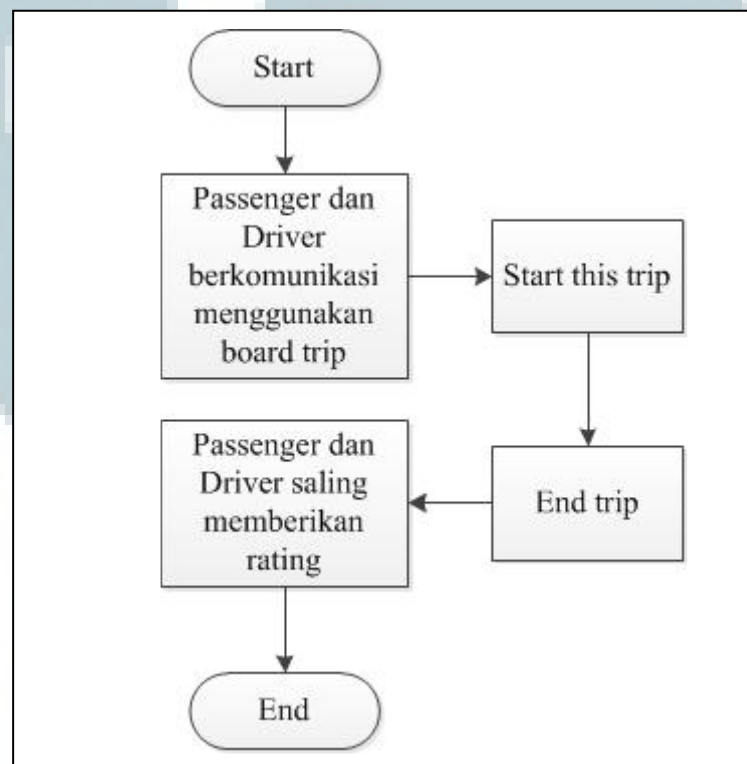 Start
Passenger dan
Driver
berkomunikasi
menggunakan
board trip
Start this trip
End trip
Passenger dan
Driver saling
memberikan
rating
End